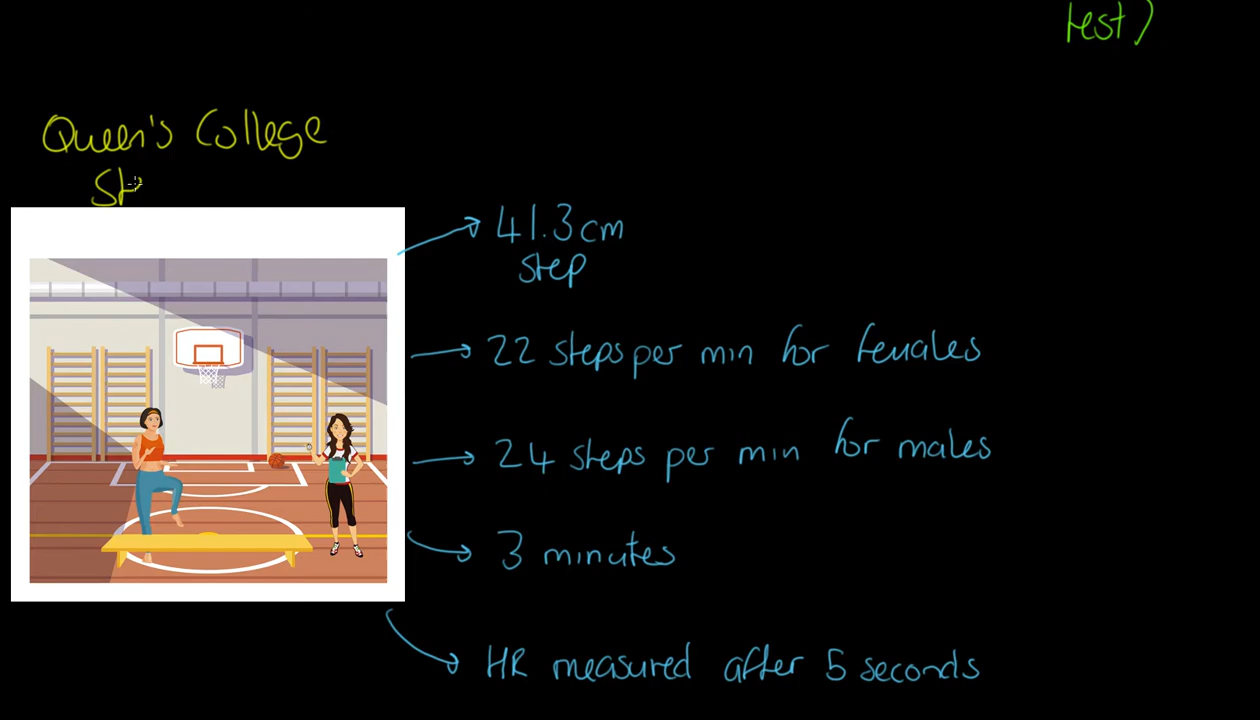 test)
Queen's College
St
41.3cm
step
22 steps per min for females
24 steps per min for males
3 minutes
HR measured after 5 seconds